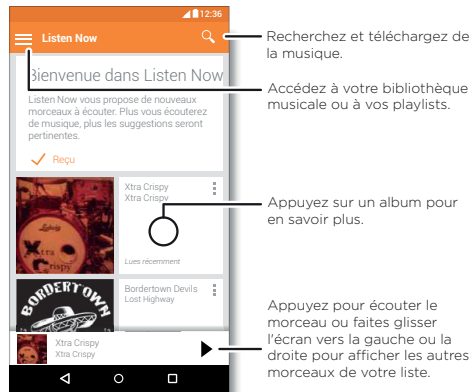 12:36
Listen Now
Recherchez et téléchargez de
la musique.
Bienvenue dans Listen Now
Listen Now vous propose de nouveaux
morceaux à écouter. Plus vous écouterez
de musique, plus les suggestions seront
pertinentes.
Reçu
Accédez à votre bibliothèque
musicale ou à vos playlists.
Ludwig
Xtra
Crispy
Xtra Crispy
Xtra Crispy
Lues récemment
Appuyez sur un album pour
en savoir plus.
BORDERTOWN
Bordertown Devils
Lost Highway
Xtra Crispy
Xtra Crispy
Appuyez pour écouter le
morceau ou faites glisser
l'écran vers la gauche ou la
droite pour afficher les autres
morceaux de votre liste.